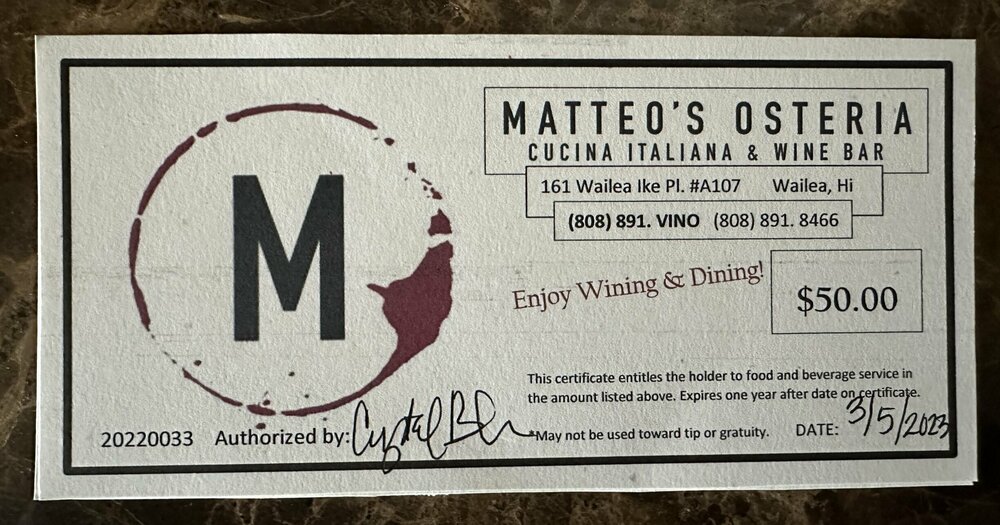 M
MATTEO'S OSTERIA
CUCINA ITALIANA & WINE BAR
161 Wailea Ike Pl. #A107 Wailea, Hi
(808) 891. VINO (808) 891. 8466
Enjoy Wining & Dining!
$50.00
This certificate entitles the holder to food and beverage service in
the amount listed above. Expires one year after date on certificate.
20220033 Authorized by: Crystal *May not be used toward tip or gratuity. DATE: 3/5/2023